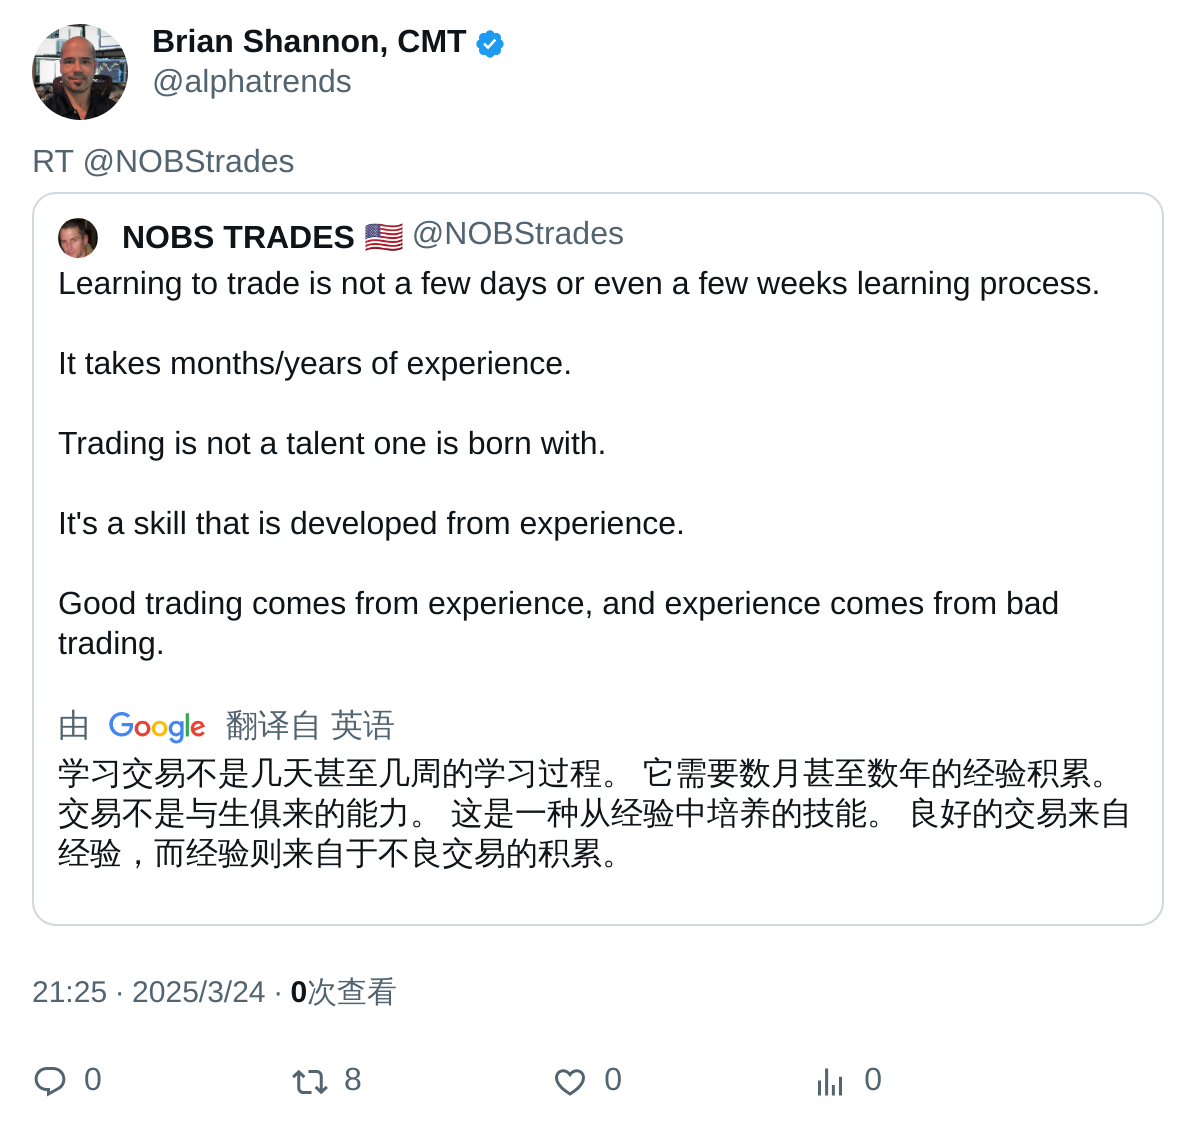 Brian Shannon, CMT
@alphatrends
RT @NOBStrades
NOBS TRADES 🇺🇸 @NOBStrades
Learning to trade is not a few days or even a few weeks learning process.
It takes months/years of experience.
Trading is not a talent one is born with.
It's a skill that is developed from experience.
Good trading comes from experience, and experience comes from bad
trading.
由 Google 翻译自 英语
学习交易不是几天甚至几周的学习过程。 它需要数月甚至数年的经验积累。
交易不是与生俱来的能力。 这是一种从经验中培养的技能。 良好的交易来自
经验，而经验则来自于不良交易的积累。
21:25 · 2025/3/24 · 0次查看
0 8 0 0